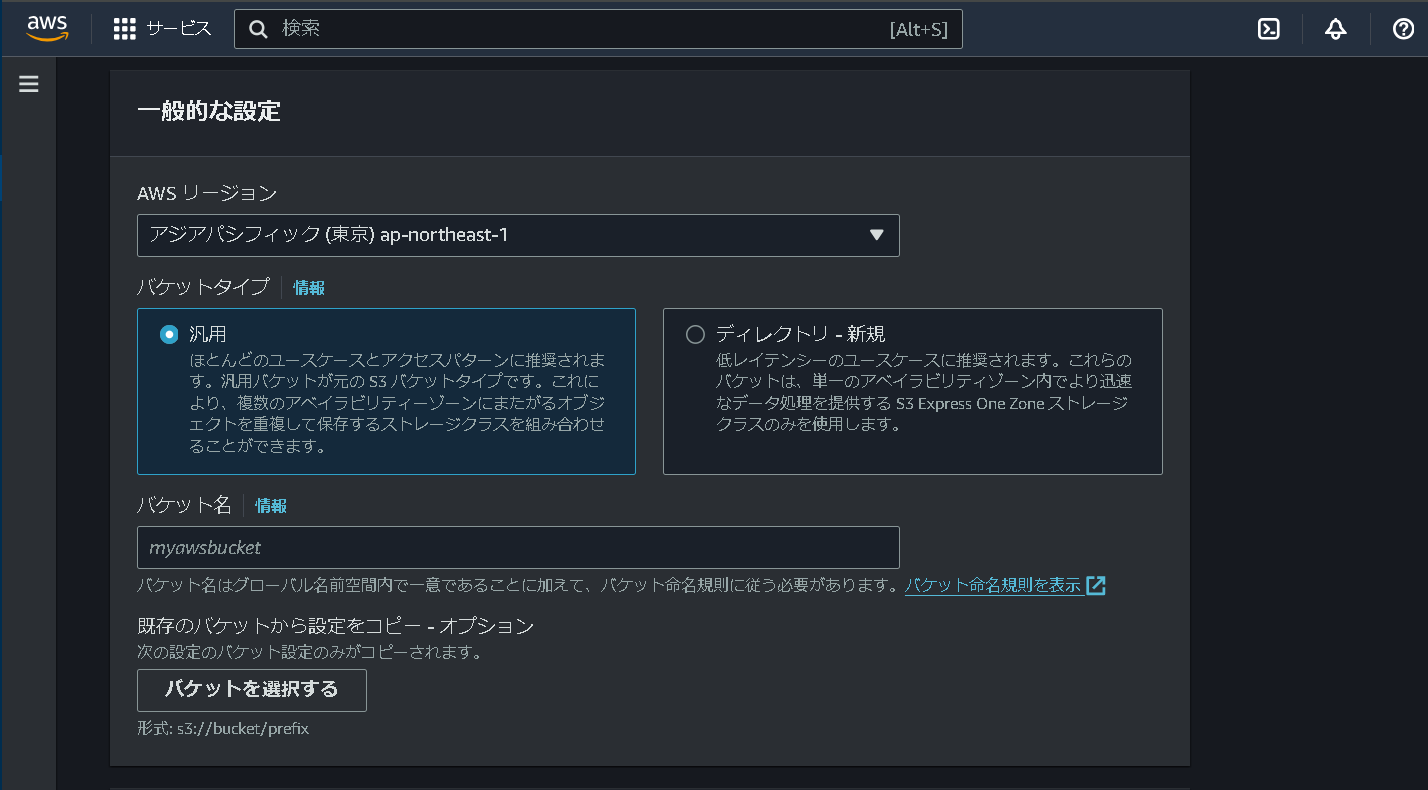 aws
サービス
検索
[Alt+S]
一般的な設定
AWS リージョン
アジアパシフィック (東京) ap-northeast-1
バケットタイプ
情報
汎用
ほとんどのユースケースとアクセスパターンに推奨されま
す。汎用バケットが元の S3 バケットタイプです。これに
より、複数のアベイラビリティーゾーンにまたがるオブジ
ェクトを重複して保存するストレージクラスを組み合わせ
ることができます。
ディレクトリ - 新規
低レイテンシーのユースケースに推奨されます。これらの
バケットは、単一のアベイラビリティゾーン内でより迅速
なデータ処理を提供する S3 Express One Zone ストレージ
クラスのみを使用します。
バケット名
情報
myawsbucket
バケット名はグローバル名前空間内で一意であることに加えて、バケット命名規則に従う必要があります。バケット命名規則を表示
既存のバケットから設定をコピー - オプション
次の設定のバケット設定のみがコピーされます。
バケットを選択する
形式: s3://bucket/prefix